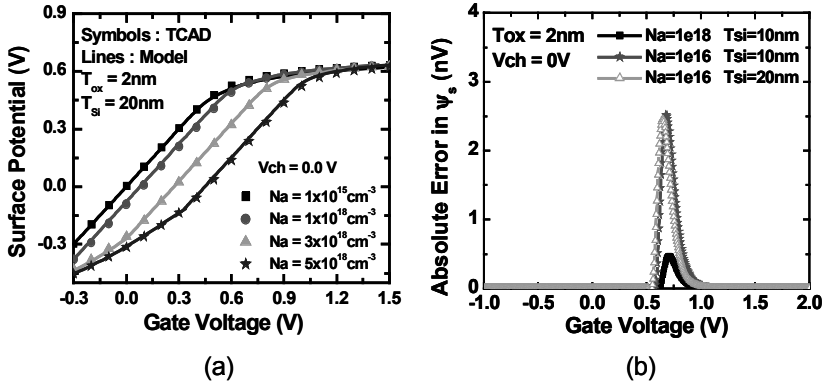 (a)
Symbols : TCAD
Lines : Model
Tox = 2nm
TSi = 20nm
Vch = 0.0 V
Na = 1x10^15cm^-3
Na = 1x10^18cm^-3
Na = 3x10^18cm^-3
Na = 5x10^18cm^-3
Surface Potential (V)
0.9
0.6
0.3
0.0
-0.3
-0.3 0.0 0.3 0.6 0.9 1.2 1.5
Gate Voltage (V)
(a)
(b)
Tox = 2nm
Vch = 0V
Na=1e18 Tsi=10nm
Na=1e16 Tsi=10nm
Na=1e16 Tsi=20nm
Absolute Error in ψs (nV)
4
3
2
1
0
-1.0 -0.5 0.0 0.5 1.0 1.5 2.0
Gate Voltage (V)
(b)